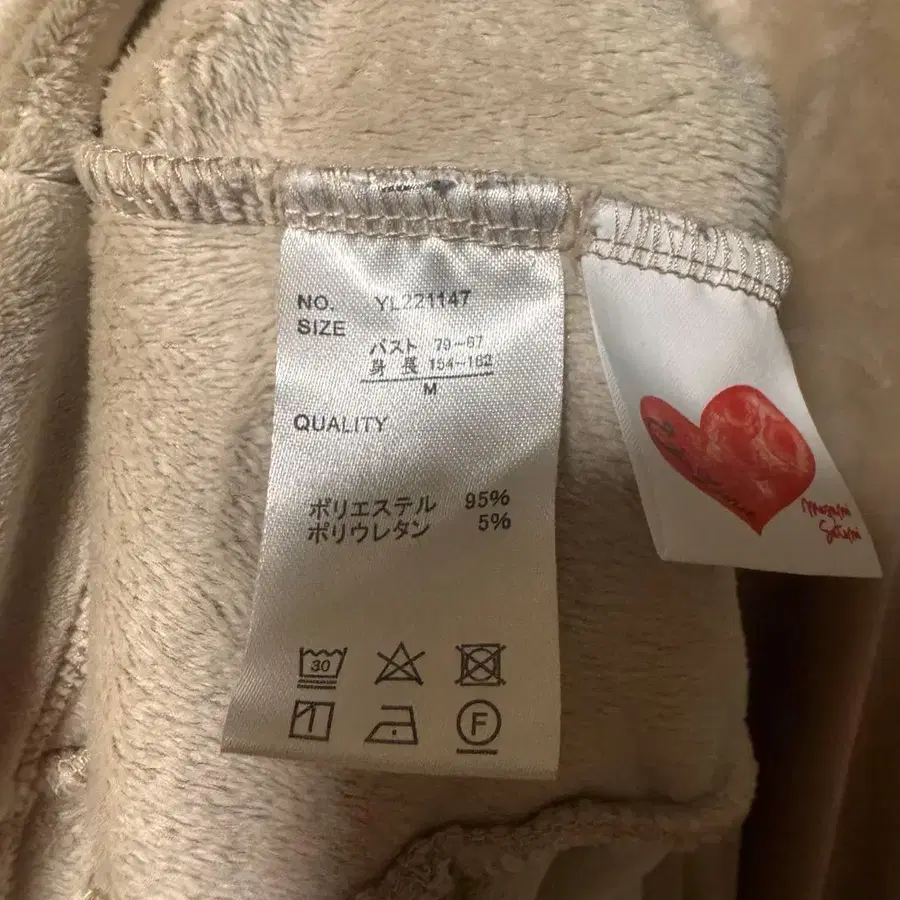 NO. YL221147
SIZE
バスト 79-87
身長 154-162
M
QUALITY
ポリエステル 95%
ポリウレタン 5%
30
F